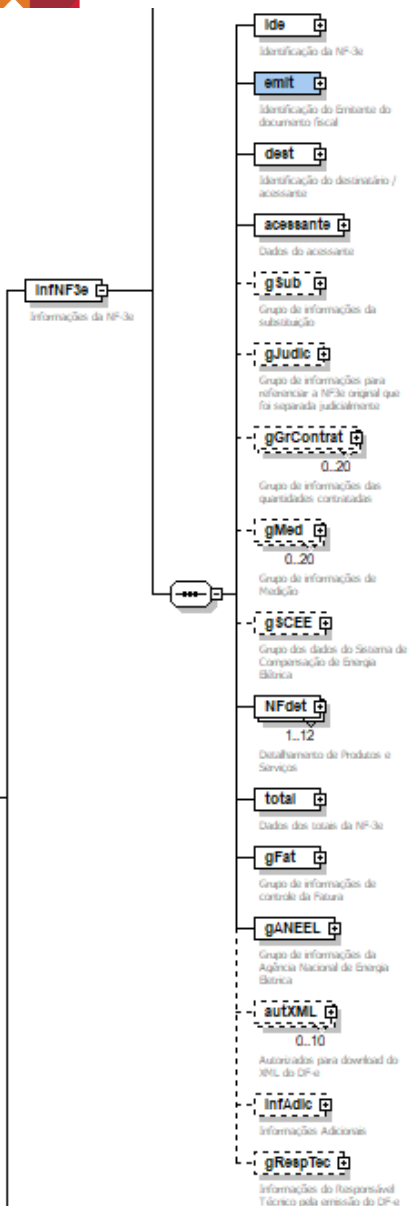 ide
Identificação da NF-3e
emit
Identificação do Emitente do
documento fiscal
dest
Identificação do destinatário /
acessante
acessante
Dados do acessante
infNF3e
Informações da NF-3e
gSub
Grupo de informações da
substituição
gJudic
Grupo de informações para
referenciar a NF3e original que
foi separada judicialmente
gGrContrat
0..20
Grupo de informações das
quantidades contratadas
gMed
0..20
Grupo de informações de
Medição
gSCEE
Grupo dos dados do Sistema de
Compensação de Energia
Elétrica
NFdet
1..12
Detalhamento de Produtos e
Serviços
total
Dados dos totais da NF-3e
gFat
Grupo de informações de
controle da Fatura
gANEEL
Grupo de informações da
Agência Nacional de Energia
Elétrica
autXML
0..10
Autorizados para download do
XML do DF-e
infAdic
Informações Adicionais
gRespTec
Informações do Responsável
Técnico pela emissão do DF-e